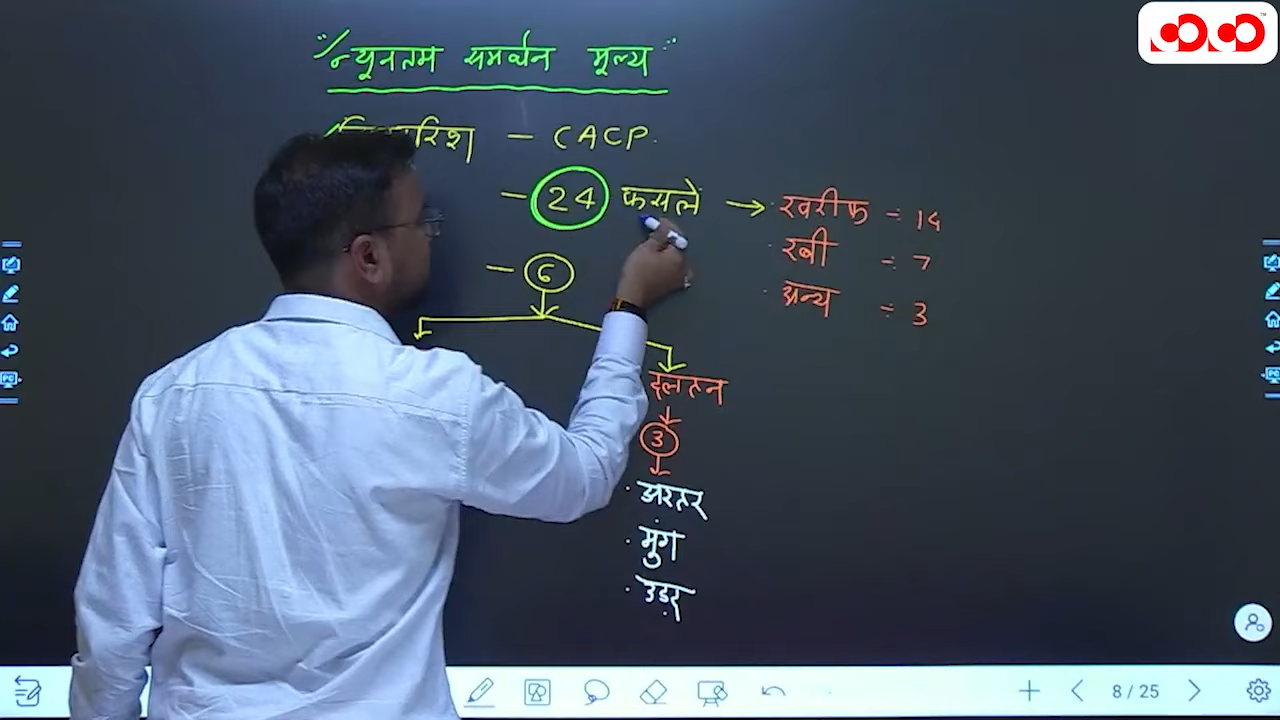 "न्यूनतम समर्थन मूल्य"
रिश - CACP.
- 24 फसलें → खरीफ ÷ 14
रबी ÷ 7
अन्य ÷ 3
- 6
दलहन
3
अरहर
मुंग
उड़द
8 / 25